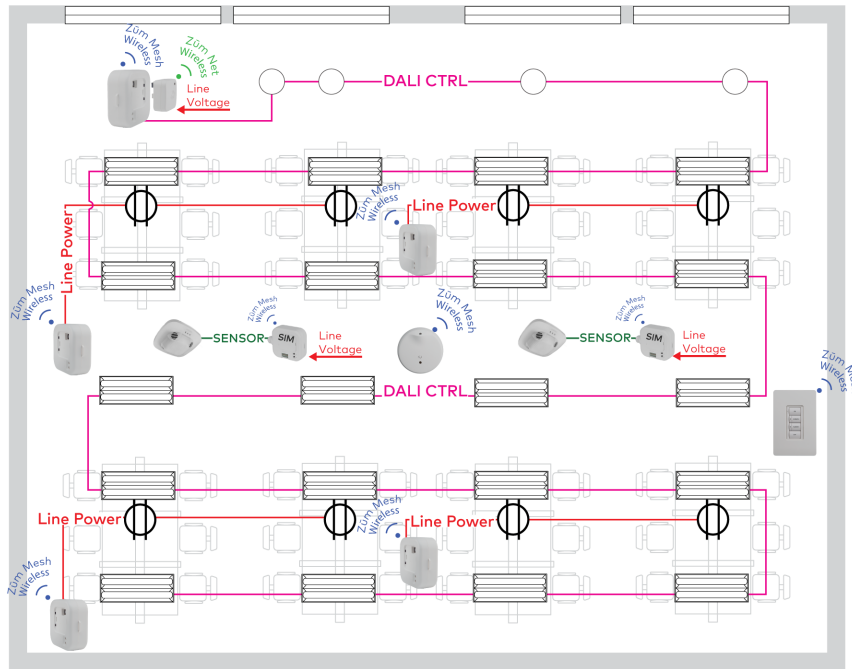 Zūm Mesh
Wireless
Zūm Net
Wireless
Line
Voltage
DALI CTRL
Zūm Mesh
Wireless
Line Power
Line Power
Zūm Mesh
Wireless
Zūm Mesh
Wireless
SENSOR
SIM
Line
Voltage
Zūm Mesh
Wireless
SENSOR
Zūm Mesh
Wireless
SIM
Line
Voltage
Zūm Me
Wireless
DALI CTRL
Line Power
Zūm Mesh
Wireless
Line Power
Zūm Mesh
Wireless